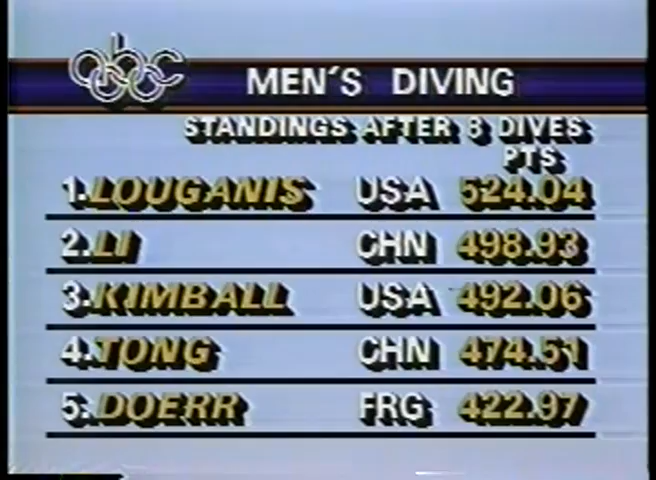 abc
MEN'S DIVING
STANDINGS AFTER 8 DIVES
PTS
1. LOUGANIS USA 524.04
2. LI CHN 498.93
3. KIMBALL USA 492.06
4. TONG CHN 474.51
5. DOERR FRG 422.97